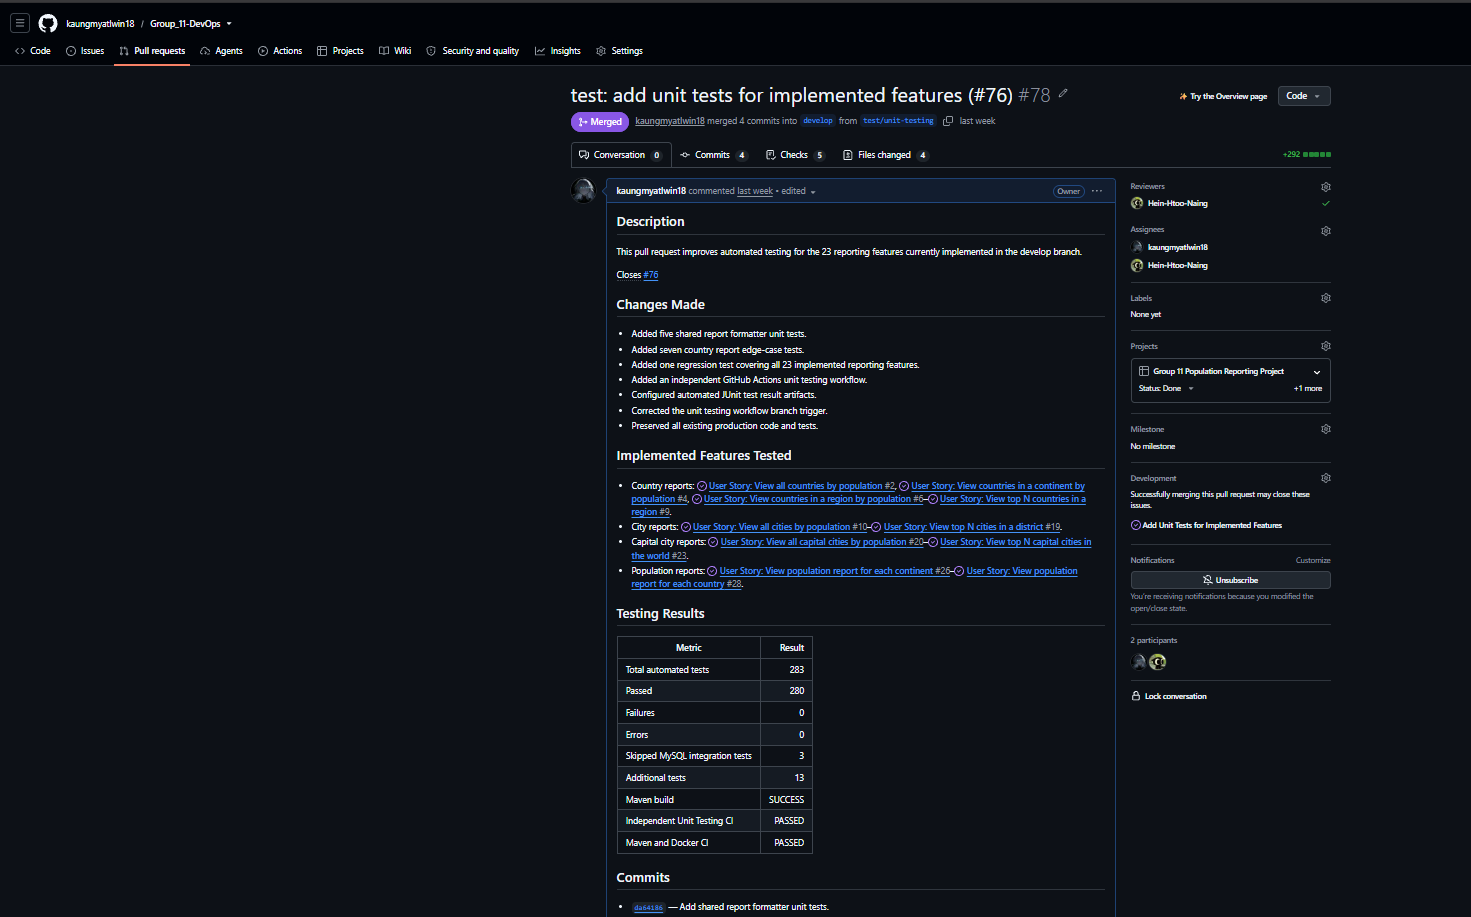 kaungmyatlwin18 / Group_11-DevOps
Code Issues Pull requests Agents Actions Projects Wiki Security and quality Insights Settings
test: add unit tests for implemented features (#76) #78
Try the Overview page
Code
Merged kaungmyatlwin18 merged 4 commits into develop from test/unit-testing last week
Conversation 0 Commits 4 Checks 5 Files changed 4
+292
kaungmyatlwin18 commented last week • edited
Owner
Description
This pull request improves automated testing for the 23 reporting features currently implemented in the develop branch.
Closes #76
Changes Made
• Added five shared report formatter unit tests.
• Added seven country report edge-case tests.
• Added one regression test covering all 23 implemented reporting features.
• Added an independent GitHub Actions unit testing workflow.
• Configured automated JUnit test result artifacts.
• Corrected the unit testing workflow branch trigger.
• Preserved all existing production code and tests.
Implemented Features Tested
• Country reports: User Story: View all countries by population #2, User Story: View countries in a continent by
population #4, User Story: View countries in a region by population #6– User Story: View top N countries in a
region #9.
• City reports: User Story: View all cities by population #10– User Story: View top N cities in a district #19.
• Capital city reports: User Story: View all capital cities by population #20– User Story: View top N capital cities in
the world #23.
• Population reports: User Story: View population report for each continent #26– User Story: View population
report for each country #28.
Testing Results
Metric Result
Total automated tests 283
Passed 280
Failures 0
Errors 0
Skipped MySQL integration tests 3
Additional tests 13
Maven build SUCCESS
Independent Unit Testing CI PASSED
Maven and Docker CI PASSED
Commits
• da64186 — Add shared report formatter unit tests.
Reviewers
Hein-Htoo-Naing
Assignees
kaungmyatlwin18
Hein-Htoo-Naing
Labels
None yet
Projects
Group 11 Population Reporting Project
Status: Done
+1 more
Milestone
No milestone
Development
Successfully merging this pull request may close these
issues.
Add Unit Tests for Implemented Features
Notifications
Customize
Unsubscribe
You're receiving notifications because you modified the
open/close state.
2 participants
Lock conversation